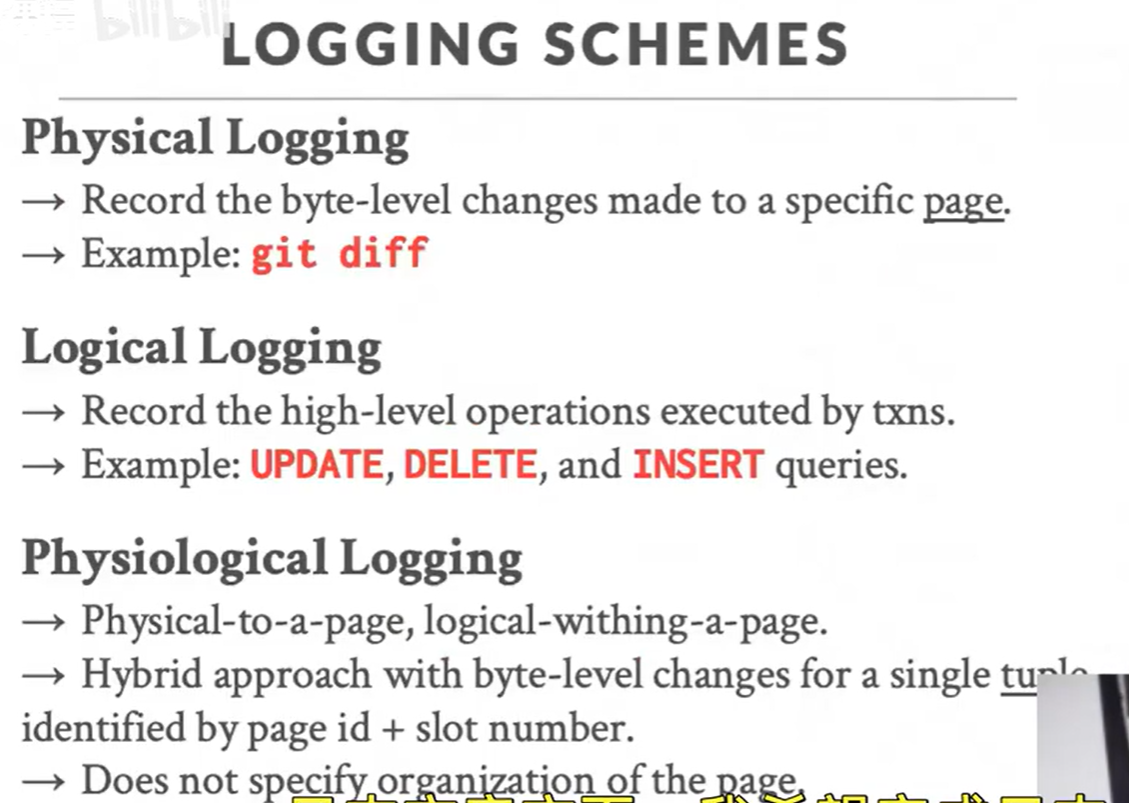 bilibili
LOGGING SCHEMES
Physical Logging
→ Record the byte-level changes made to a specific page.
→ Example: git diff
Logical Logging
→ Record the high-level operations executed by txns.
→ Example: UPDATE, DELETE, and INSERT queries.
Physiological Logging
→ Physical-to-a-page, logical-withing-a-page.
→ Hybrid approach with byte-level changes for a single tuple
identified by page id + slot number.
→ Does not specify organization of the page.